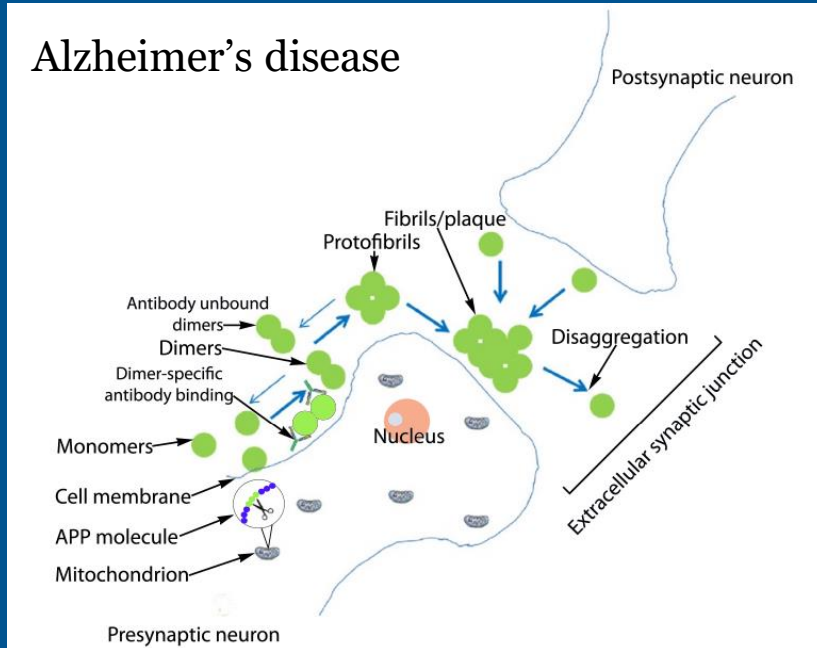 Alzheimer's disease
Postsynaptic neuron
Fibrils/plaque
Protofibrils
Antibody unbound
dimers
Dimers
Dimer-specific
antibody binding
Disaggregation
Monomers
Nucleus
Extracellular synaptic junction
Cell membrane
APP molecule
Mitochondrion
Presynaptic neuron